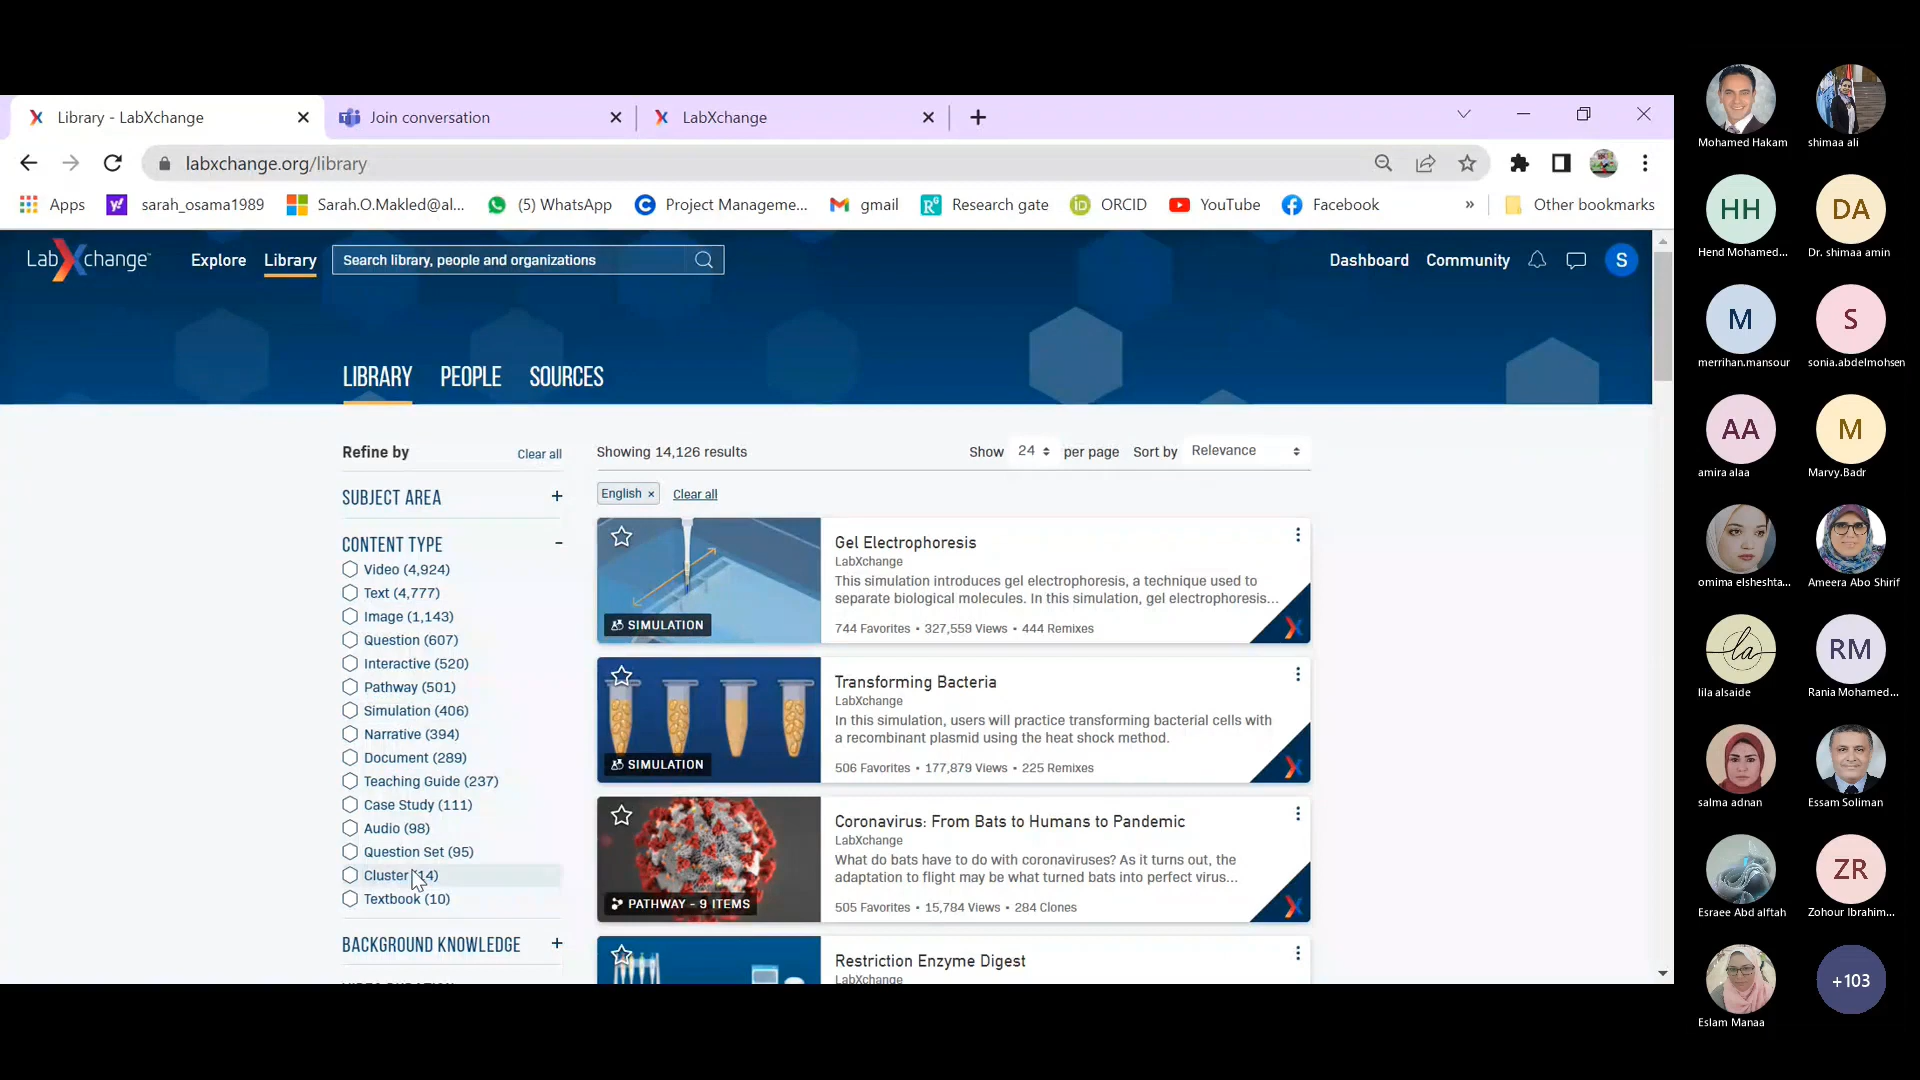 Library - LabXchange
Join conversation
LabXchange
labxchange.org/library
Apps
sarah_osama1989
Sarah.O.Makled@al...
(5) WhatsApp
Project Manageme...
gmail
Research gate
ORCID
YouTube
Facebook
»
Other bookmarks
LabXchange™
Explore
Library
Search library, people and organizations
Dashboard
Community
S
LIBRARY
PEOPLE
SOURCES
Refine by
Clear all
SUBJECT AREA
CONTENT TYPE
Video (4,924)
Text (4,777)
Image (1,143)
Question (607)
Interactive (520)
Pathway (501)
Simulation (406)
Narrative (394)
Document (289)
Teaching Guide (237)
Case Study (111)
Audio (98)
Question Set (95)
Cluster (14)
Textbook (10)
BACKGROUND KNOWLEDGE
Showing 14,126 results
Show 24 per page
Sort by Relevance
English ×
Clear all
Gel Electrophoresis
LabXchange
This simulation introduces gel electrophoresis, a technique used to
separate biological molecules. In this simulation, gel electrophoresis...
SIMULATION
744 Favorites • 327,559 Views • 444 Remixes
Transforming Bacteria
LabXchange
In this simulation, users will practice transforming bacterial cells with
a recombinant plasmid using the heat shock method.
SIMULATION
506 Favorites • 177,879 Views • 225 Remixes
Coronavirus: From Bats to Humans to Pandemic
LabXchange
What do bats have to do with coronaviruses? As it turns out, the
adaptation to flight may be what turned bats into perfect virus...
PATHWAY - 9 ITEMS
505 Favorites • 15,784 Views • 284 Clones
Restriction Enzyme Digest
LabXchange
Mohamed Hakam
shimaa ali
HH
Hend Mohamed...
DA
Dr. shimaa amin
M
merrihan.mansour
S
sonia.abdelmohsen
AA
amira alaa
M
Marvy.Badr
omima elsheshta...
Ameera Abo Shirif
la
lila alsaide
RM
Rania Mohamed...
salma adnan
Essam Soliman
Esraee Abd alftah
ZR
Zohour Ibrahim...
Eslam Manaa
+103